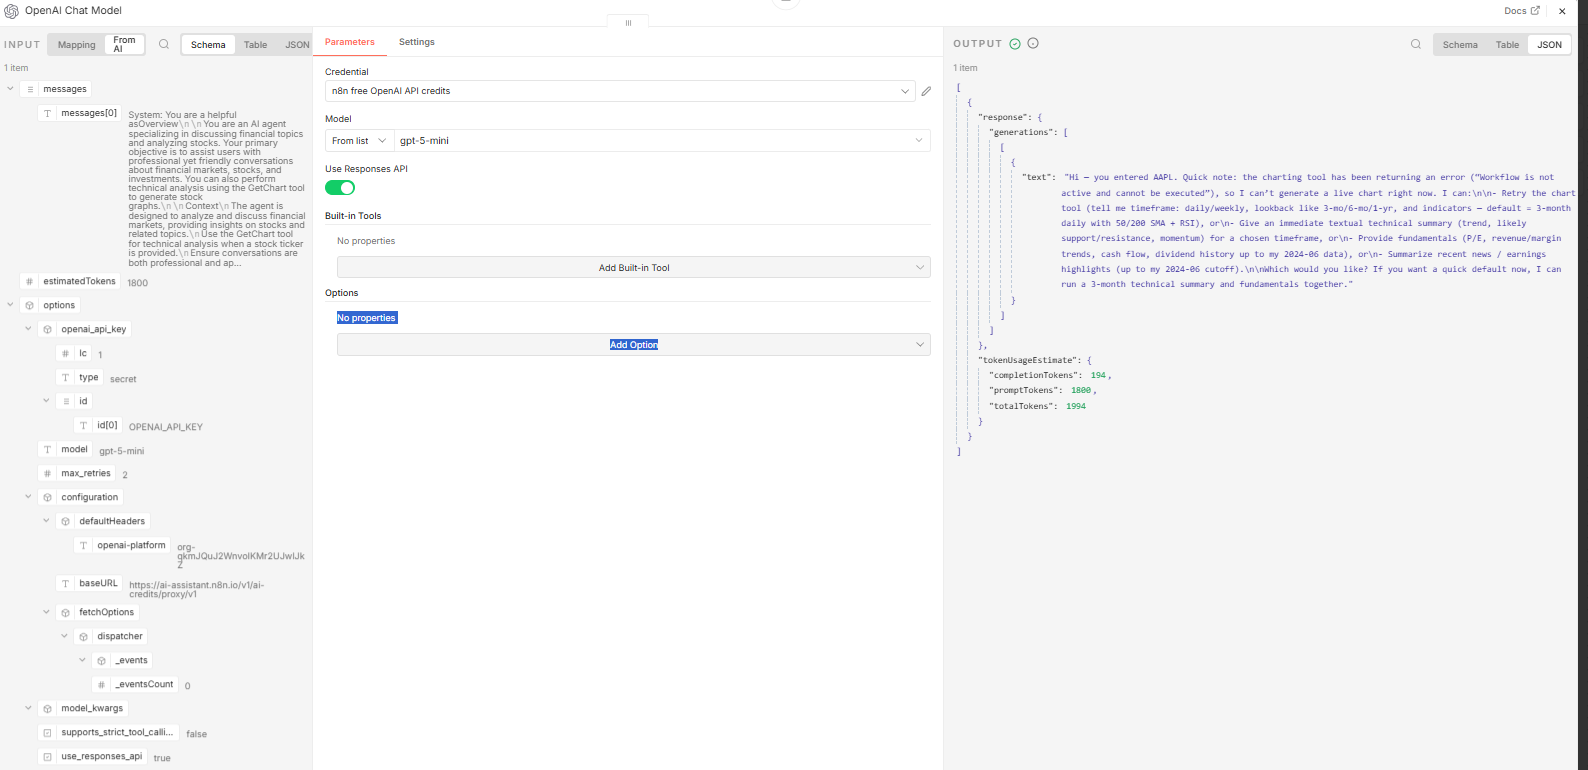 OpenAI Chat Model
Docs
INPUT
Mapping
From AI
Schema
Table
JSON
1 item
messages
messages[0]
System: You are a helpful
asOverview\n \n You are an AI agent
specializing in discussing financial topics
and analyzing stocks. Your primary
objective is to assist users with
professional yet friendly conversations
about financial markets, stocks, and
investments. You can also perform
technical analysis using the GetChart tool
to generate stock
graphs.\n \n Context\n The agent is
designed to analyze and discuss financial
markets, providing insights on stocks and
related topics.\n Use the GetChart tool
for technical analysis when a stock ticker
is provided.\n Ensure conversations are
both professional and ap...
estimatedTokens 1800
options
openai_api_key
lc 1
type secret
id
id[0] OPENAI_API_KEY
model gpt-5-mini
max_retries 2
configuration
defaultHeaders
openai-platform
org-
baseURL
https://ai-assistant.n8n.io/v1/ai-
credits/proxy/v1
fetchOptions
dispatcher
_events
_eventsCount 0
model_kwargs
supports_strict_tool_calli... false
use_responses_api true
Parameters
Settings
Credential
n8n free OpenAI API credits
Model
From list
gpt-5-mini
Use Responses API
Built-in Tools
No properties
Add Built-in Tool
Options
No properties
Add Option
OUTPUT
Schema
Table
JSON
1 item
[
{
"response": {
"generations": [
[
{
"text": "Hi – you entered AAPL. Quick note: the charting tool has been returning an error (“Workflow is not
active and cannot be executed”), so I can’t generate a live chart right now. I can:\n\n- Retry the chart
tool (tell me timeframe: daily/weekly, lookback like 3-mo/6-mo/1-yr, and indicators – default = 3-month
daily with 50/200 SMA + RSI), or\n- Give an immediate textual technical summary (trend, likely
support/resistance, momentum) for a chosen timeframe, or\n- Provide fundamentals (P/E, revenue/margin
trends, cash flow, dividend history up to my 2024-06 data), or\n- Summarize recent news / earnings
highlights (up to my 2024-06 cutoff).\n\nWhich would you like? If you want a quick default now, I can
run a 3-month technical summary and fundamentals together."
}
]
]
},
"tokenUsageEstimate": {
"completionTokens": 194,
"promptTokens": 1800,
"totalTokens": 1994
}
}
]